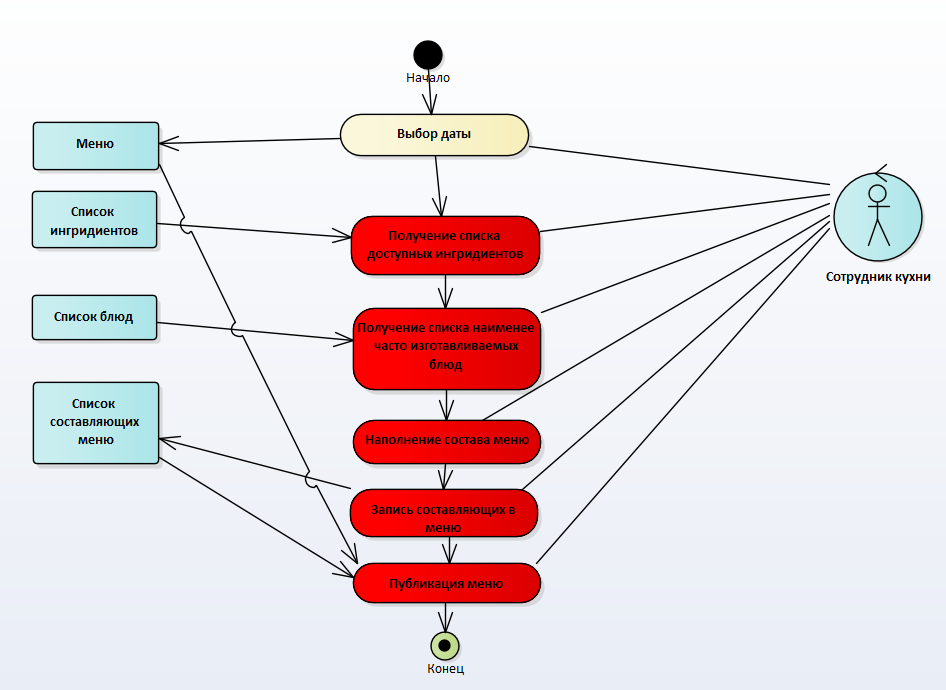 Начало
Выбор даты
Меню
Список
ингридиентов
Получение списка
доступных ингридиентов
Сотрудник кухни
Список блюд
Получение списка наименее
часто изготавливаемых
блюд
Список
составляющих
меню
Наполнение состава меню
Запись составляющих в
меню
Публикация меню
Конец